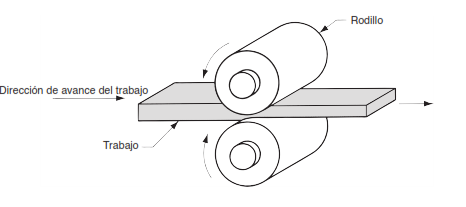 Rodillo
Dirección de avance del trabajo
Trabajo